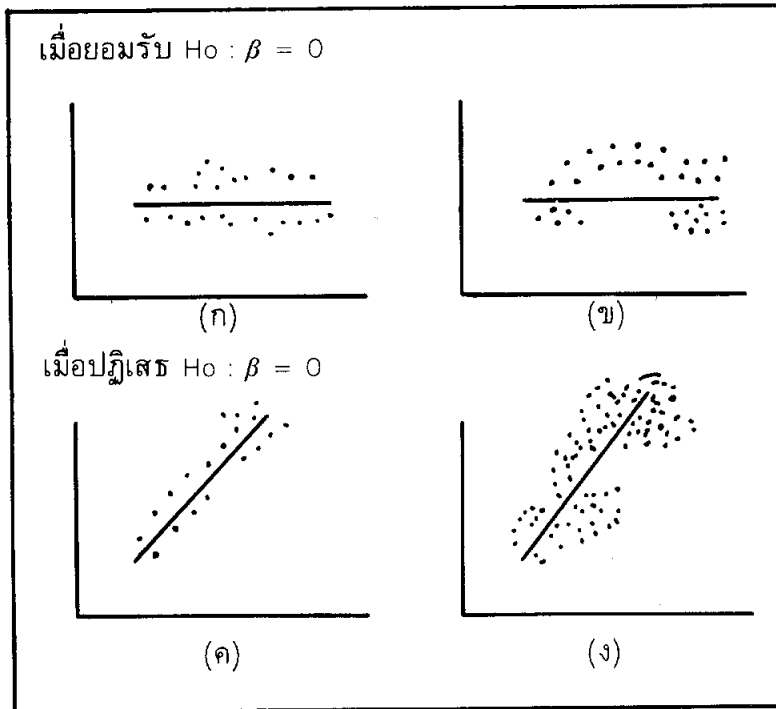 เมื่อยอมรับ Ho : β = 0
(ก) (ข)
เมื่อปฏิเสธ Ho : β = 0
(ค) (ง)